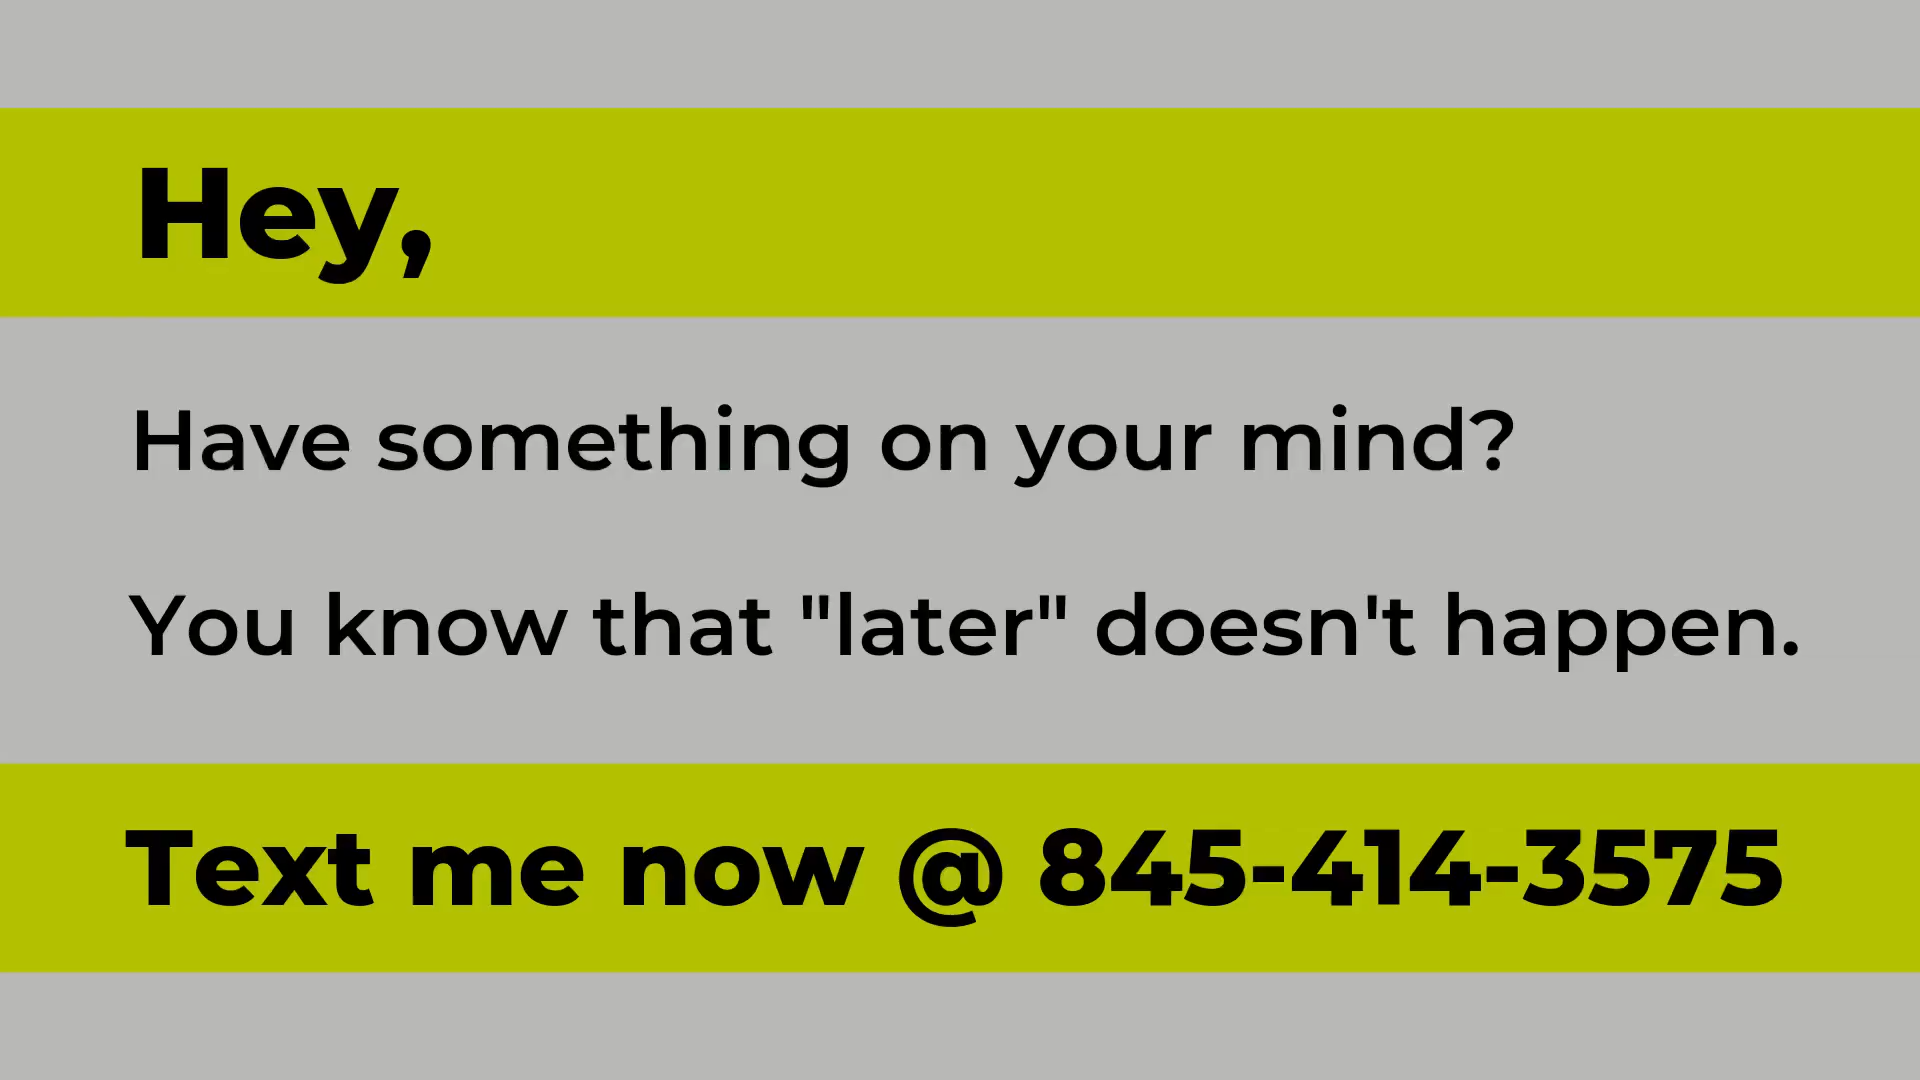 Hey,
Have something on your mind?
You know that "later" doesn't happen.
Text me now @ 845-414-3575